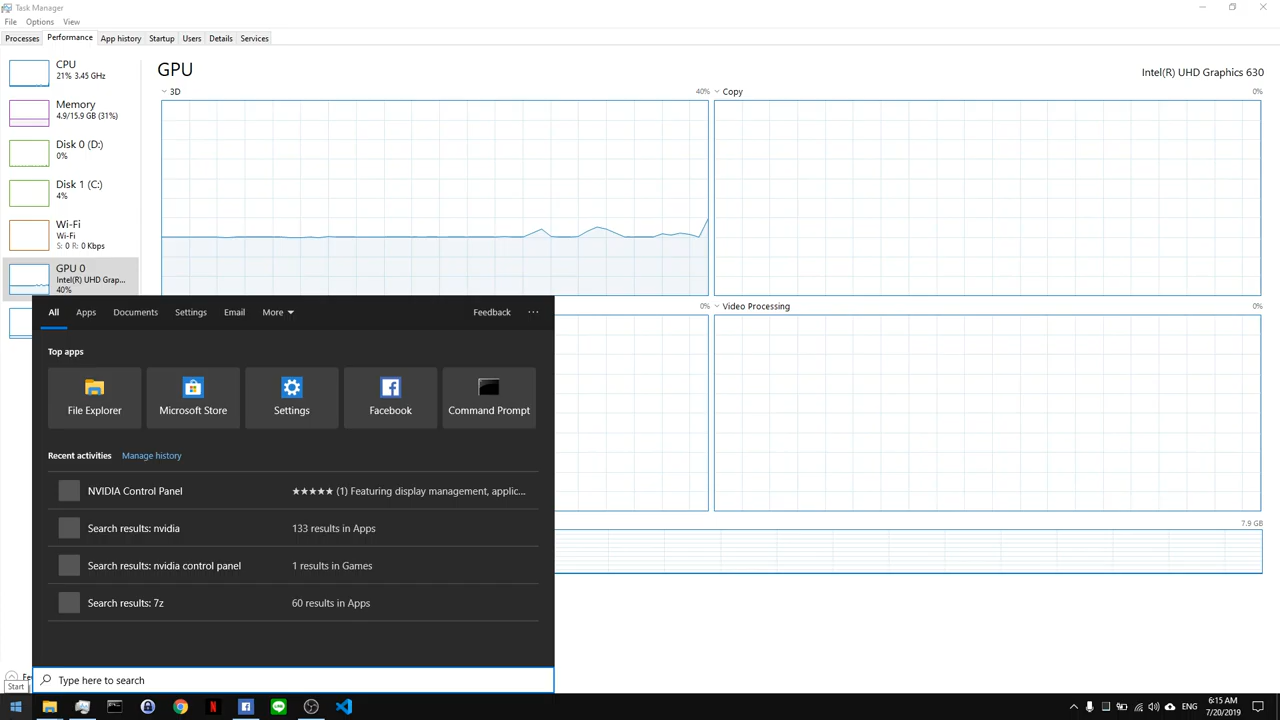 Task Manager
File Options View
Processes Performance App history Startup Users Details Services
CPU
21% 3.45 GHz
Memory
4.9/15.9 GB (31%)
Disk 0 (D:)
0%
Disk 1 (C:)
4%
Wi-Fi
Wi-Fi
S: 0 R: 0 Kbps
GPU 0
Intel(R) UHD Grap...
40%
GPU
Intel(R) UHD Graphics 630
3D 40%
Copy 0%
0%
Video Processing 0%
7.9 GB
All Apps Documents Settings Email More Feedback ...
Top apps
File Explorer Microsoft Store Settings Facebook Command Prompt
Recent activities Manage history
NVIDIA Control Panel ★★★★★ (1) Featuring display management, applic...
Search results: nvidia 133 results in Apps
Search results: nvidia control panel 1 results in Games
Search results: 7z 60 results in Apps
Type here to search
Start
ENG
6:15 AM
7/20/2019